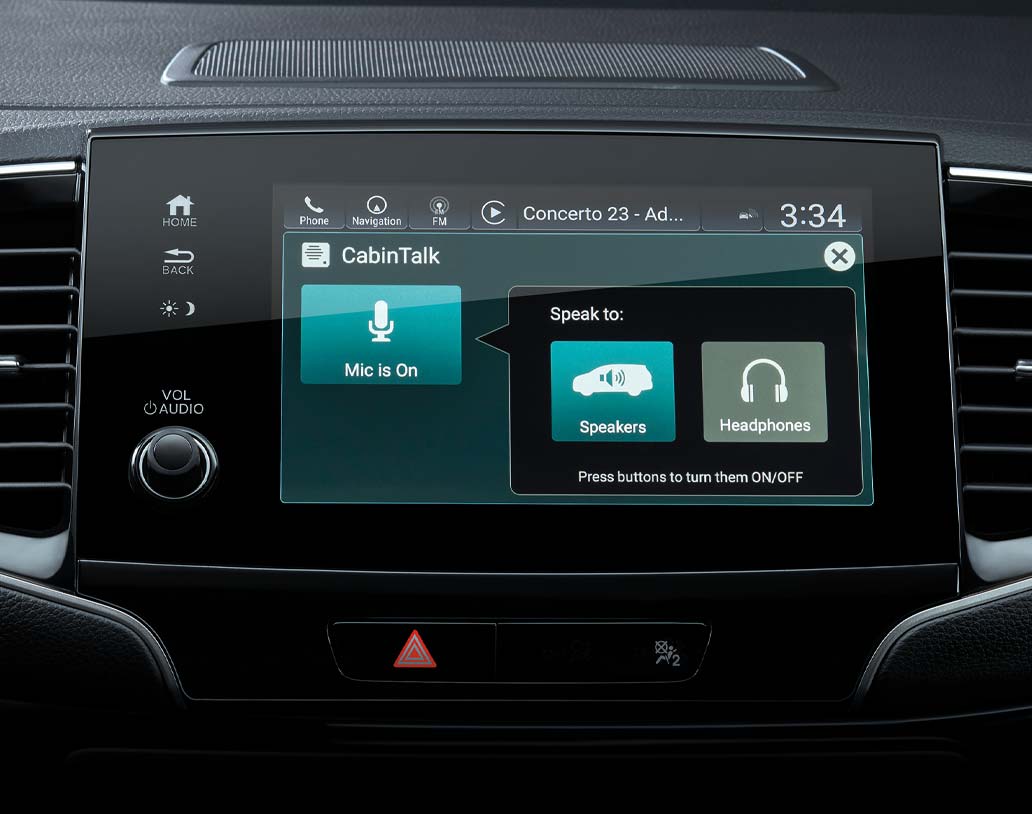 HOME
BACK
VOL
AUDIO
Phone
Navigation
FM
Concerto 23 - Ad...
3:34
CabinTalk
Mic is On
Speak to:
Speakers
Headphones
Press buttons to turn them ON/OFF
2